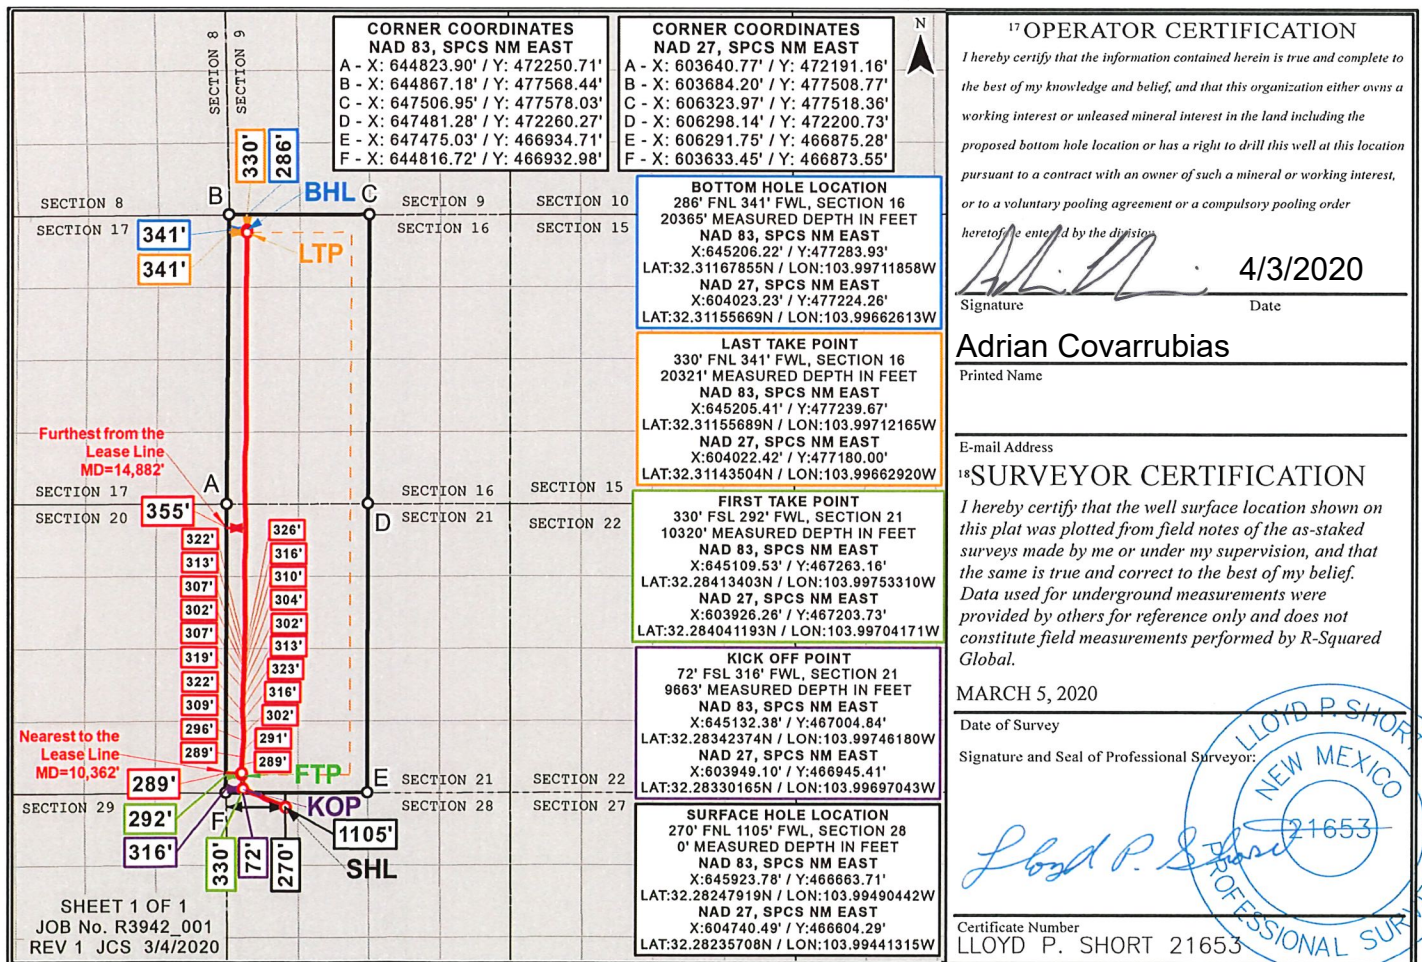 SECTION 8
SECTION 9
CORNER COORDINATES
NAD 83, SPCS NM EAST
A - X: 644823.90' / Y: 472250.71'
B - X: 644867.18' / Y: 477568.44'
C - X: 647506.95' / Y: 477578.03'
D - X: 647481.28' / Y: 472260.27'
E - X: 647475.03' / Y: 466934.71'
F - X: 644816.72' / Y: 466932.98'
CORNER COORDINATES
NAD 27, SPCS NM EAST
A - X: 603640.77' / Y: 472191.16'
B - X: 603684.20' / Y: 477508.77'
C - X: 606323.97' / Y: 477518.36'
D - X: 606298.14' / Y: 472200.73'
E - X: 606291.75' / Y: 466875.28'
F - X: 603633.45' / Y: 466873.55'
N
330'
286'
BHL
B
C
SECTION 8
SECTION 9
SECTION 10
SECTION 17
SECTION 16
SECTION 15
341'
341'
LTP
Furthest from the
Lease Line
MD=14,882'
A
SECTION 17
SECTION 16
SECTION 15
SECTION 20
SECTION 21
SECTION 22
D
355'
322'
313'
307'
302'
307'
319'
322'
309'
296'
289'
326'
316'
310'
304'
302'
313'
323'
316'
302'
291'
289'
Nearest to the
Lease Line
MD=10,362'
289'
FTP
E
SECTION 21
SECTION 22
SECTION 29
SECTION 28
SECTION 27
292'
F
KOP
316'
330'
72'
270'
1105'
SHL
SHEET 1 OF 1
JOB No. R3942_001
REV 1 JCS 3/4/2020
BOTTOM HOLE LOCATION
286' FNL 341' FWL, SECTION 16
20365' MEASURED DEPTH IN FEET
NAD 83, SPCS NM EAST
X:645206.22' / Y:477283.93'
LAT:32.31167855N / LON:103.99711858W
NAD 27, SPCS NM EAST
X:604023.23' / Y:477224.26'
LAT:32.31155669N / LON:103.99662613W
LAST TAKE POINT
330' FNL 341' FWL, SECTION 16
20321' MEASURED DEPTH IN FEET
NAD 83, SPCS NM EAST
X:645205.41' / Y:477239.67'
LAT:32.31155689N / LON:103.99712165W
NAD 27, SPCS NM EAST
X:604022.42' / Y:477180.00'
LAT:32.31143504N / LON:103.99662920W
FIRST TAKE POINT
330' FSL 292' FWL, SECTION 21
10320' MEASURED DEPTH IN FEET
NAD 83, SPCS NM EAST
X:645109.53' / Y:467263.16'
LAT:32.28413403N / LON:103.99753310W
NAD 27, SPCS NM EAST
X:603926.26' / Y:467203.73'
LAT:32.284041193N / LON:103.99704171W
KICK OFF POINT
72' FSL 316' FWL, SECTION 21
9663' MEASURED DEPTH IN FEET
NAD 83, SPCS NM EAST
X:645132.38' / Y:467004.84'
LAT:32.28342374N / LON:103.99746180W
NAD 27, SPCS NM EAST
X:603949.10' / Y:466945.41'
LAT:32.28330165N / LON:103.99697043W
SURFACE HOLE LOCATION
270' FNL 1105' FWL, SECTION 28
0' MEASURED DEPTH IN FEET
NAD 83, SPCS NM EAST
X:645923.78' / Y:466663.71'
LAT:32.28247919N / LON:103.99490442W
NAD 27, SPCS NM EAST
X:604740.49' / Y:466604.29'
LAT:32.28235708N / LON:103.99441315W
17 OPERATOR CERTIFICATION
I hereby certify that the information contained herein is true and complete to
the best of my knowledge and belief, and that this organization either owns a
working interest or unleased mineral interest in the land including the
proposed bottom hole location or has a right to drill this well at this location
pursuant to a contract with an owner of such a mineral or working interest,
or to a voluntary pooling agreement or a compulsory pooling order
heretofore entered by the division
4/3/2020
Signature Date
Adrian Covarrubias
Printed Name
E-mail Address
18 SURVEYOR CERTIFICATION
I hereby certify that the well surface location shown on
this plat was plotted from field notes of the as-staked
surveys made by me or under my supervision, and that
the same is true and correct to the best of my belief.
Data used for underground measurements were
provided by others for reference only and does not
constitute field measurements performed by R-Squared
Global.
MARCH 5, 2020
Date of Survey
Signature and Seal of Professional Surveyor:
Lloyd P. Short
LLOYD P. SHORT
NEW MEXICO
21653
PROFESSIONAL SURV
Certificate Number
LLOYD P. SHORT 21653